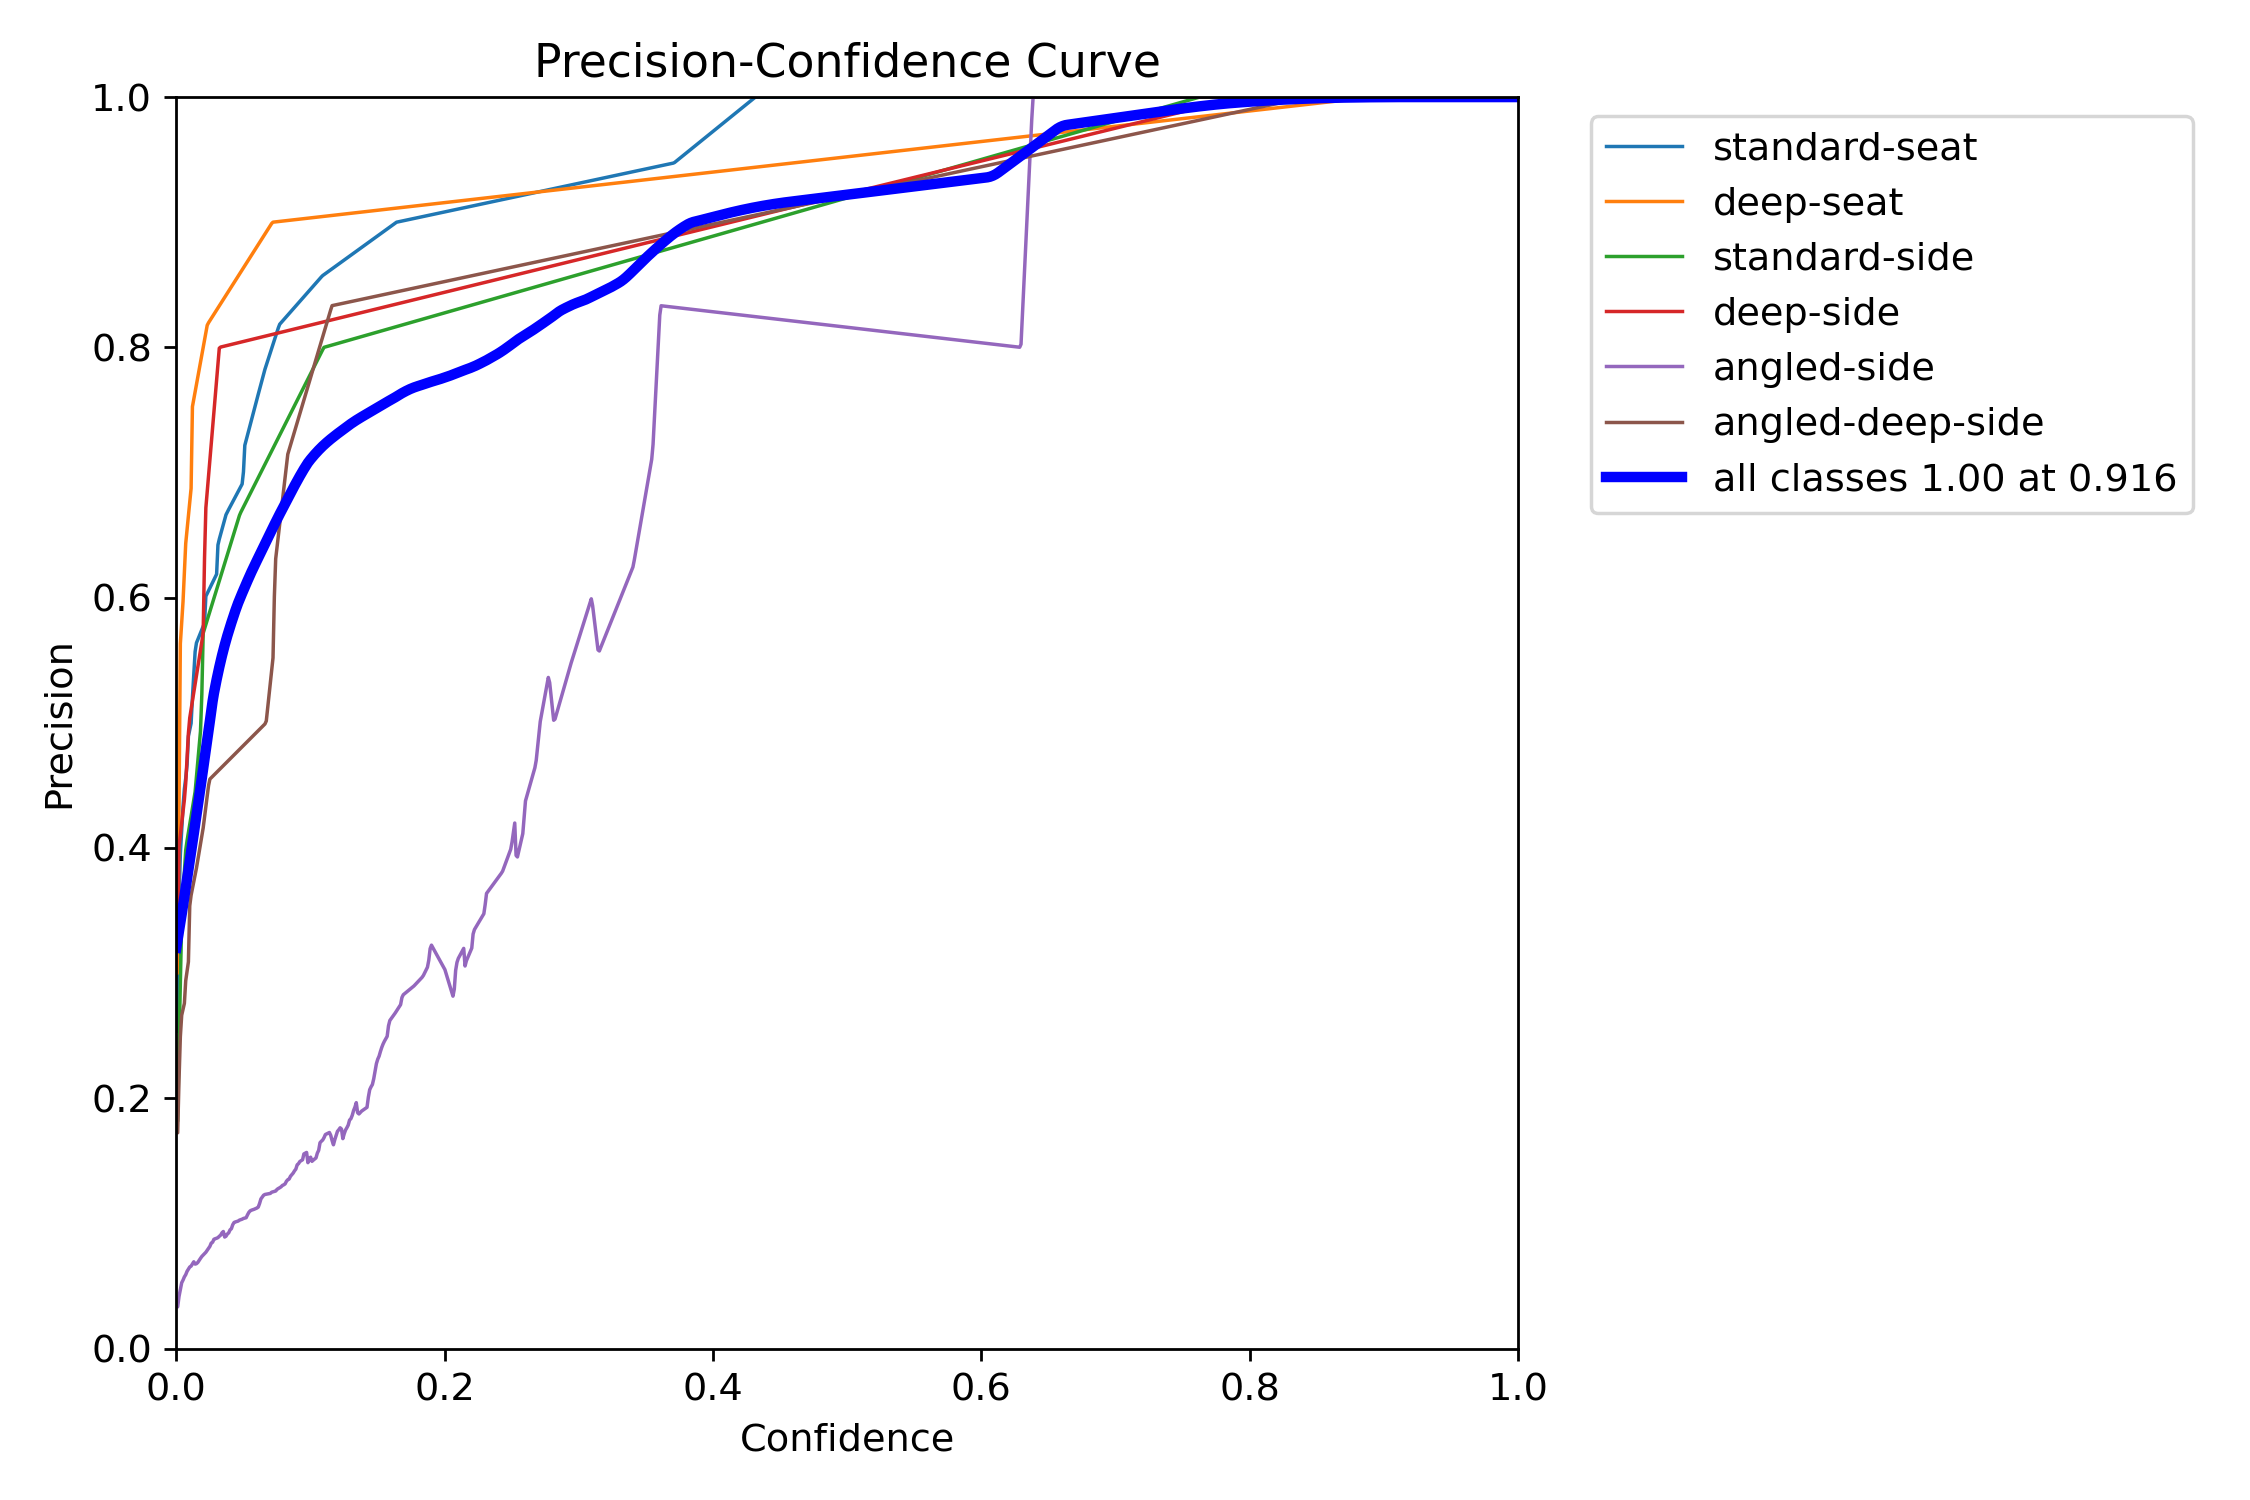 Precision-Confidence Curve
1.0
0.8
0.6
0.4
0.2
0.0
Precision
0.0 0.2 0.4 0.6 0.8 1.0
Confidence
standard-seat
deep-seat
standard-side
deep-side
angled-side
angled-deep-side
all classes 1.00 at 0.916